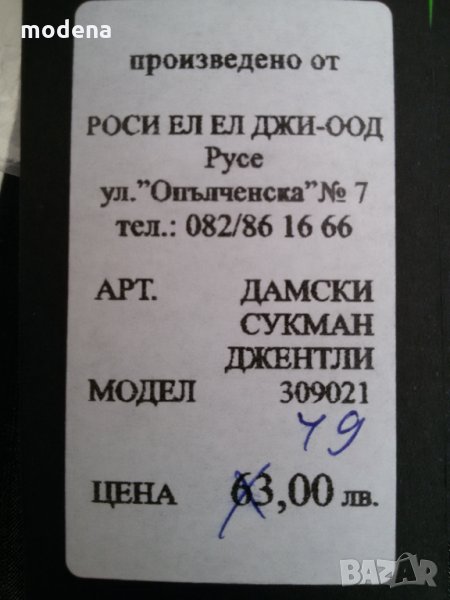 modena
произведено от
РОСИ ЕЛ ЕЛ ДЖИ-ООД
Русе
ул.”Опълченска”№ 7
тел.: 082/86 16 66
АРТ. ДАМСКИ
СУКМАН
ДЖЕНТЛИ
МОДЕЛ 309021
49
ЦЕНА 63,00 лв.
BAZAR